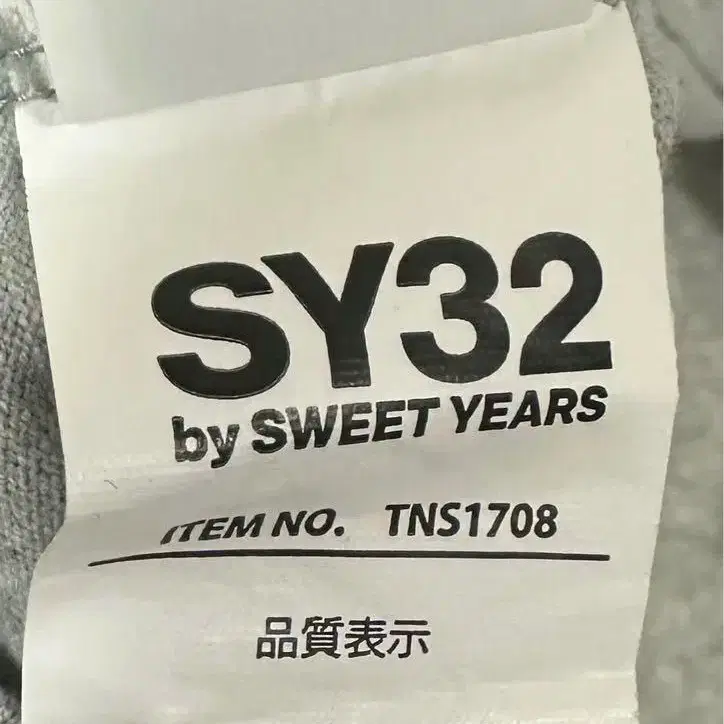 SY32
by SWEET YEARS
ITEM NO. TNS1708
品質表示